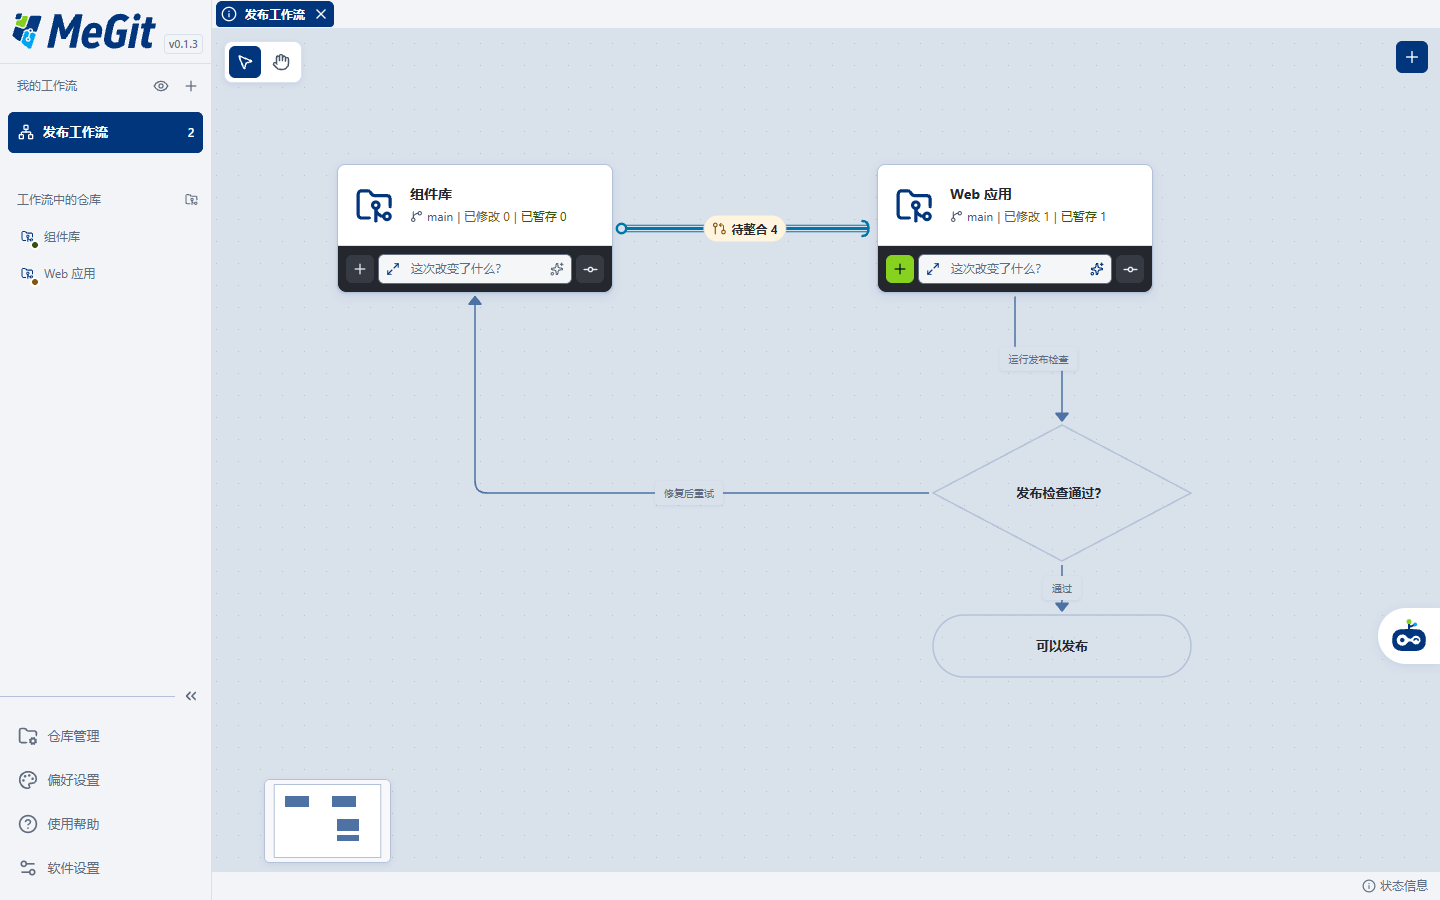 MeGit
v0.1.3
发布工作流
我的工作流
发布工作流 2
工作流中的仓库
组件库
Web 应用
组件库
main | 已修改 0 | 已暂存 0
这次改变了什么?
待整合 4
Web 应用
main | 已修改 1 | 已暂存 1
这次改变了什么?
运行发布检查
发布检查通过?
修复后重试
通过
可以发布
仓库管理
偏好设置
使用帮助
软件设置
状态信息